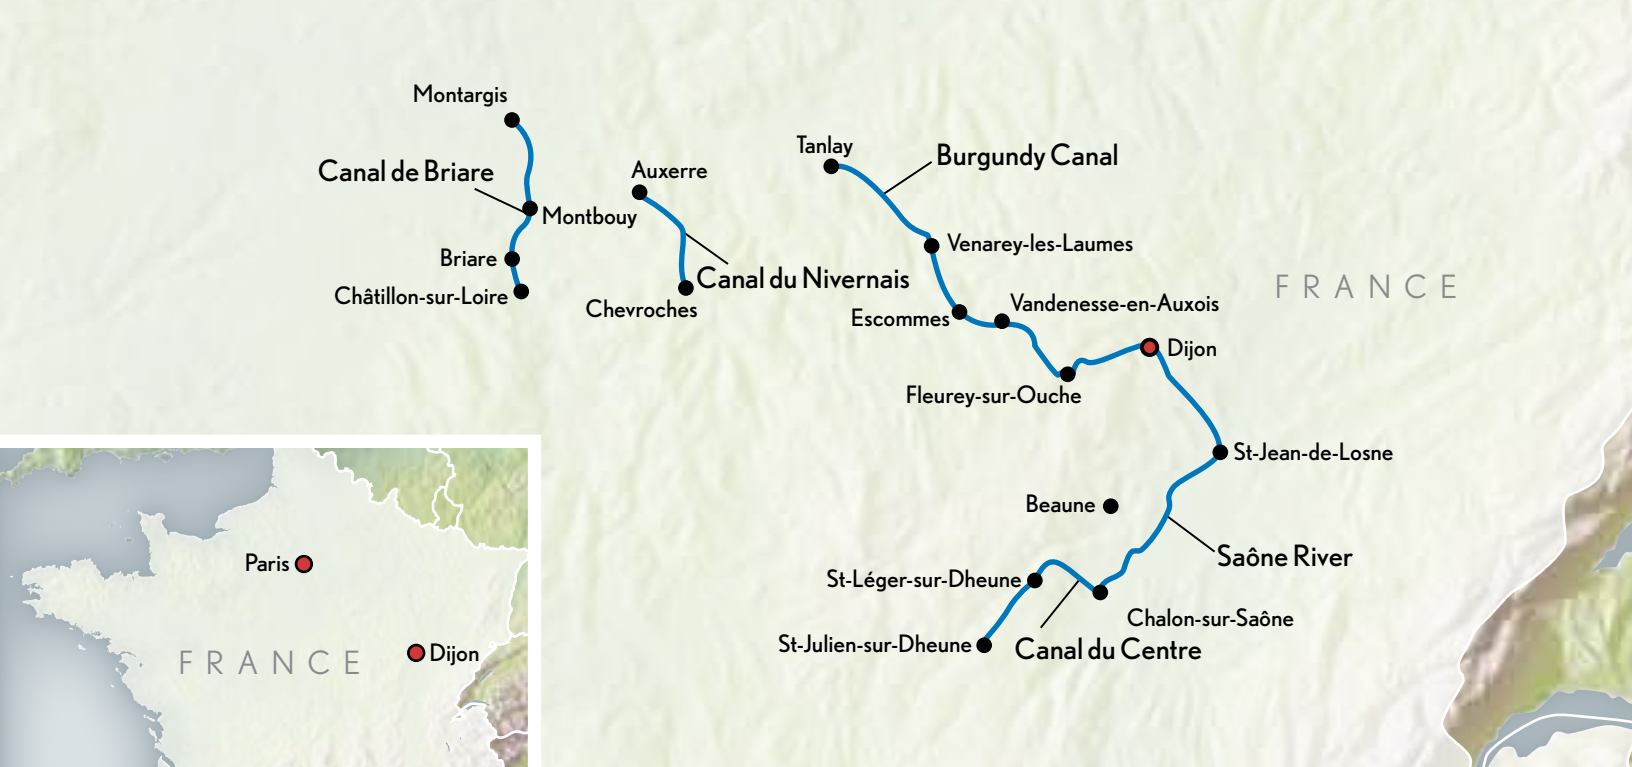 Montargis
Canal de Briare
Montbouy
Briare
Châtillon-sur-Loire
Auxerre
Canal du Nivernais
Chevroches
Tanlay
Burgundy Canal
Venarey-les-Laumes
Escommes
Vandenesse-en-Auxois
Dijon
Fleurey-sur-Ouche
FRANCE
St-Jean-de-Losne
Beaune
Saône River
St-Léger-sur-Dheune
Chalon-sur-Saône
St-Julien-sur-Dheune
Canal du Centre
Paris
Dijon
FRANCE